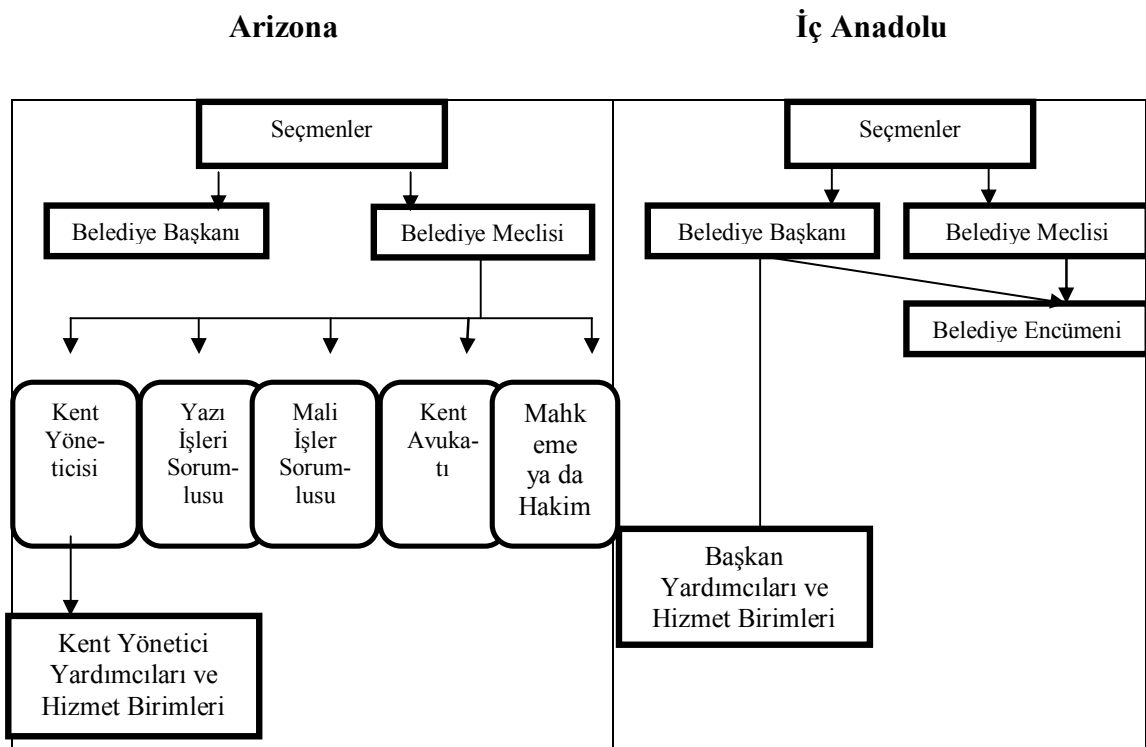 Arizona
İç Anadolu
Seçmenler
Belediye Başkanı
Belediye Meclisi
Kent
Yöne-
ticisi
Yazı
İşleri
Sorum-
lusu
Mali
İşler
Sorum-
lusu
Kent
Avuka-
tı
Mahk
eme
ya da
Hakim
Kent Yönetici
Yardımcıları ve
Hizmet Birimleri
Seçmenler
Belediye Başkanı
Belediye Meclisi
Belediye Encümeni
Başkan
Yardımcıları ve
Hizmet Birimleri